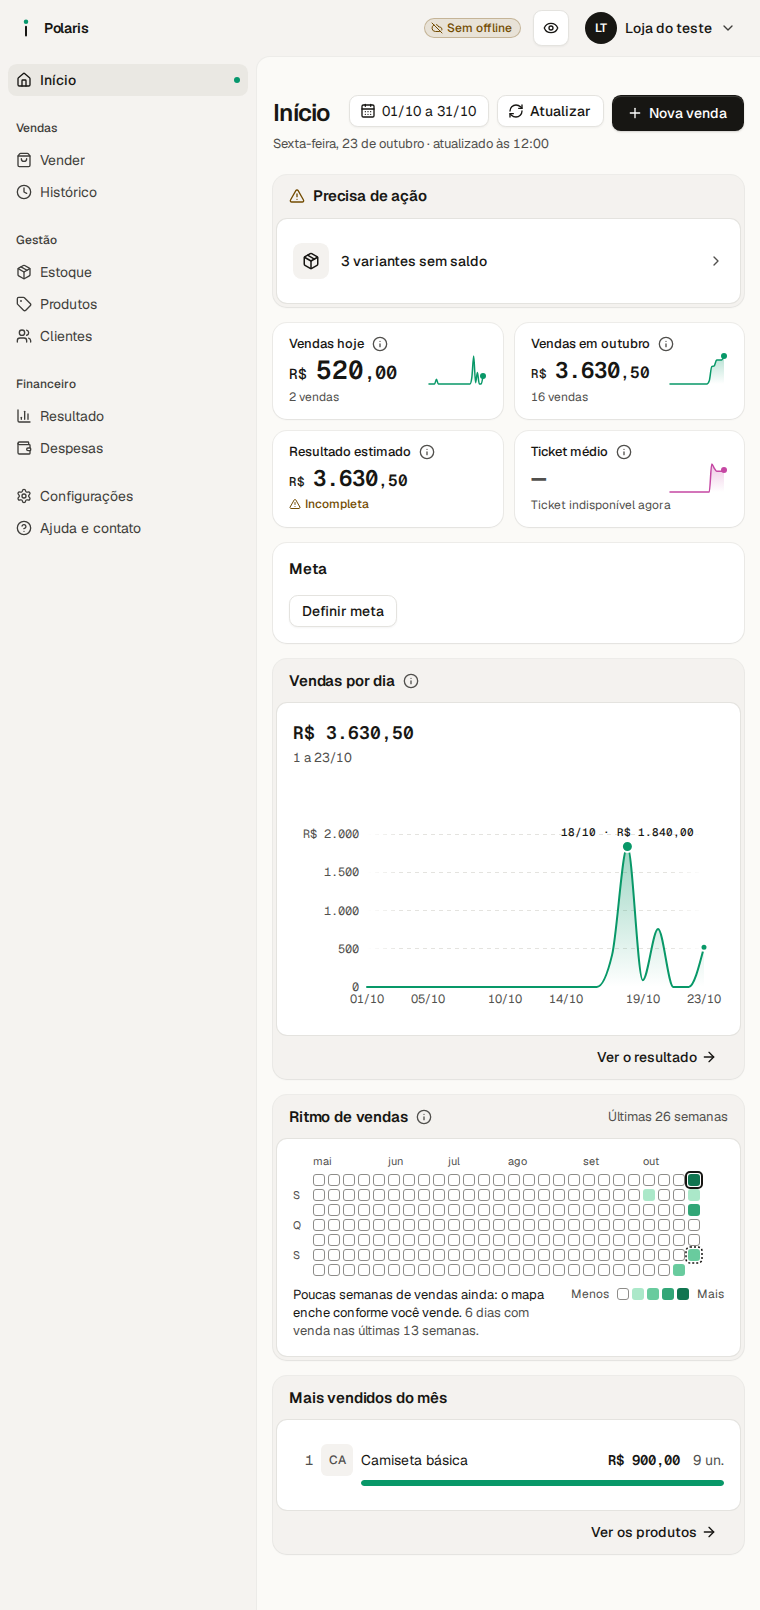 Polaris
Sem offline
LT
Loja do teste
Início
Vendas
Vender
Histórico
Gestão
Estoque
Produtos
Clientes
Financeiro
Resultado
Despesas
Configurações
Ajuda e contato
Início
01/10 a 31/10
Atualizar
Nova venda
Sexta-feira, 23 de outubro · atualizado às 12:00
Precisa de ação
3 variantes sem saldo
Vendas hoje
R$ 520,00
2 vendas
Vendas em outubro
R$ 3.630,50
16 vendas
Resultado estimado
R$ 3.630,50
Incompleta
Ticket médio
—
Ticket indisponível agora
Meta
Definir meta
Vendas por dia
R$ 3.630,50
1 a 23/10
18/10 · R$ 1.840,00
R$ 2.000
1.500
1.000
500
0
01/10 05/10 10/10 14/10 19/10 23/10
Ver o resultado
Ritmo de vendas
Últimas 26 semanas
mai jun jul ago set out
S
Q
S
Poucas semanas de vendas ainda: o mapa
enche conforme você vende. 6 dias com
venda nas últimas 13 semanas.
Menos
Mais
Mais vendidos do mês
1 CA Camiseta básica R$ 900,00 9 un.
Ver os produtos